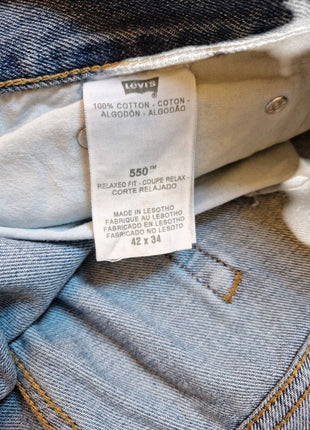 Levi's
100% COTTON - COTON -
ALGODÓN - ALGODÃO
550™
RELAXED FIT - COUPE RELAX -
CORTE RELAJADO
MADE IN LESOTHO
FABRIQUE AU LESOTHO
FABRICADO EN LESOTHO
FABRICADO NO LESOTO
42 x 34